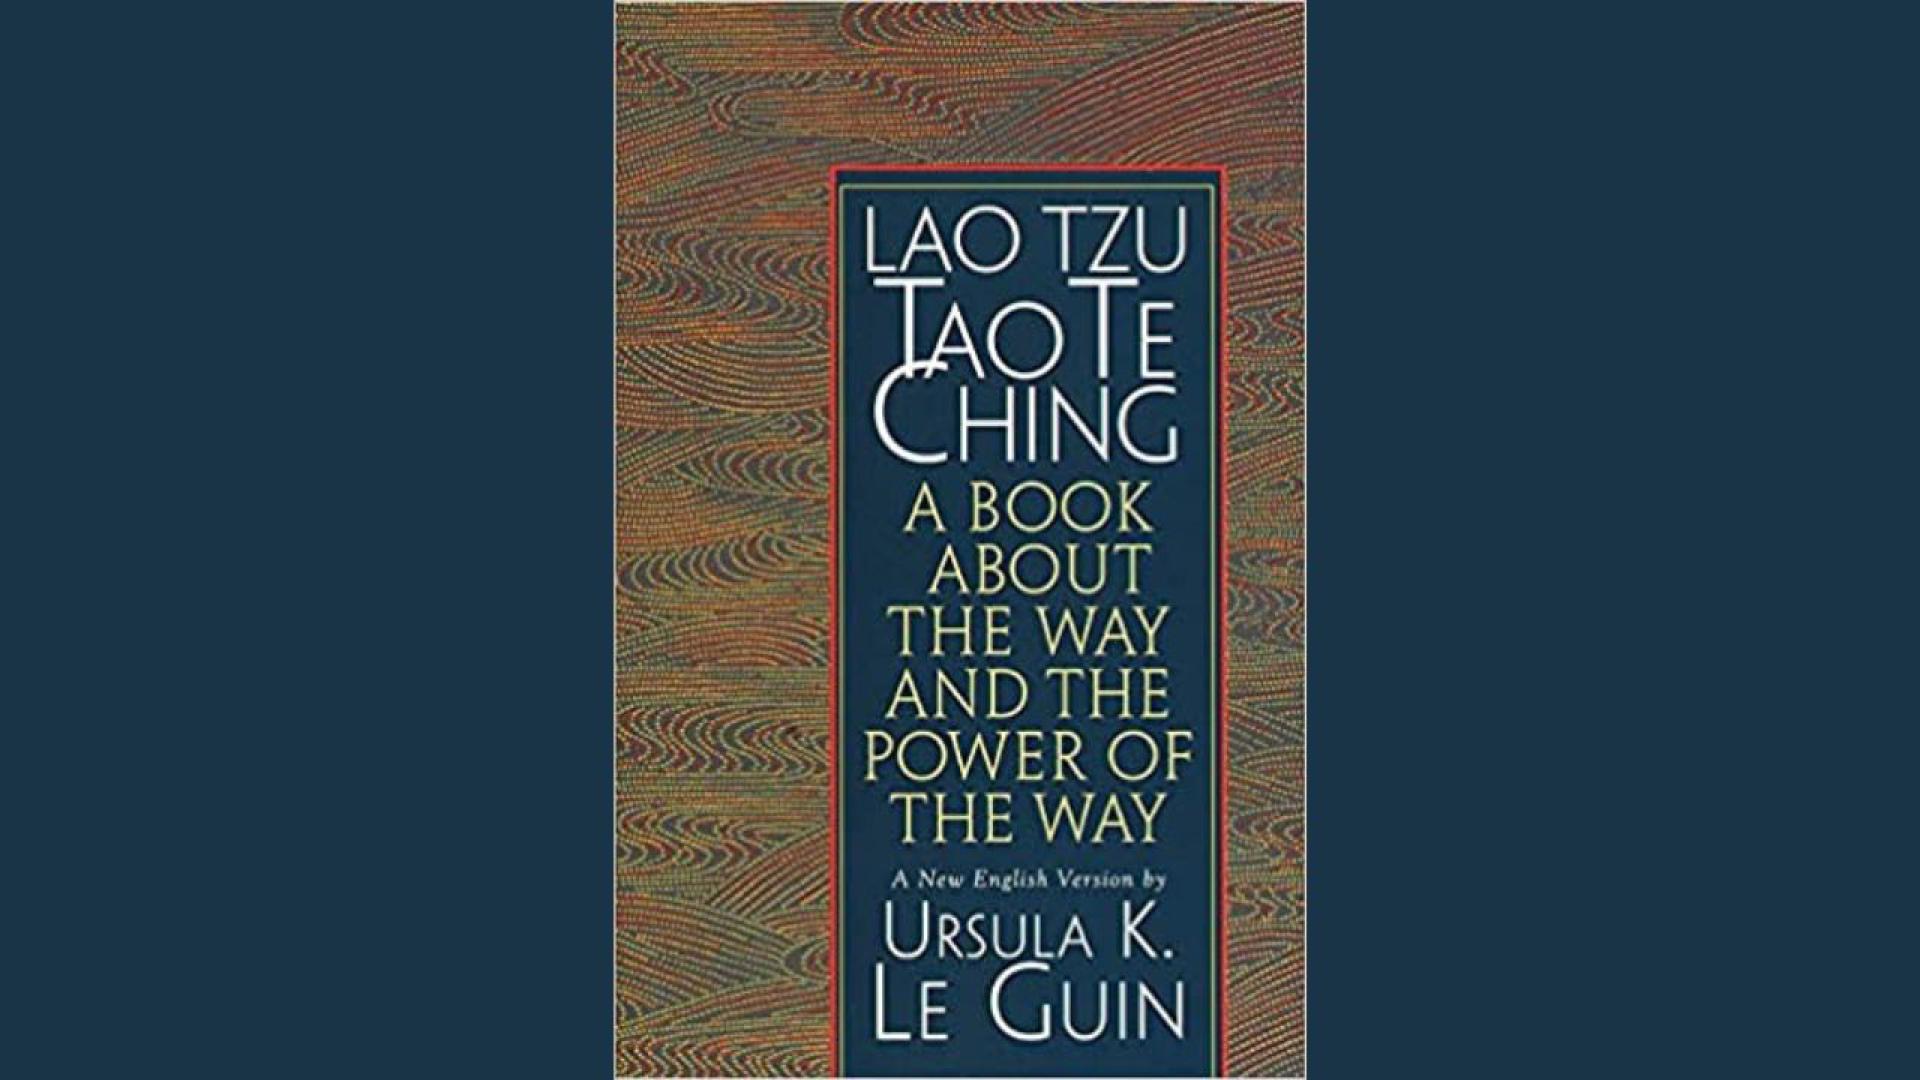 LAO TZU
TAO TE
CHING
A BOOK
ABOUT
THE WAY
AND THE
POWER OF
THE WAY
A New English Version by
URSULA K.
LE GUIN